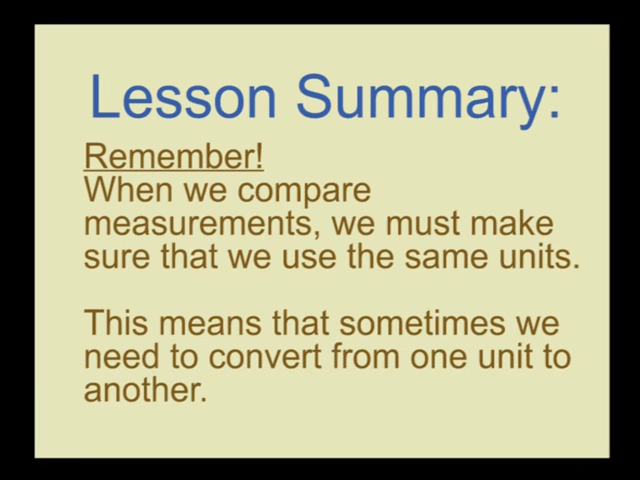 Lesson Summary:
Remember!
When we compare
measurements, we must make
sure that we use the same units.
This means that sometimes we
need to convert from one unit to
another.